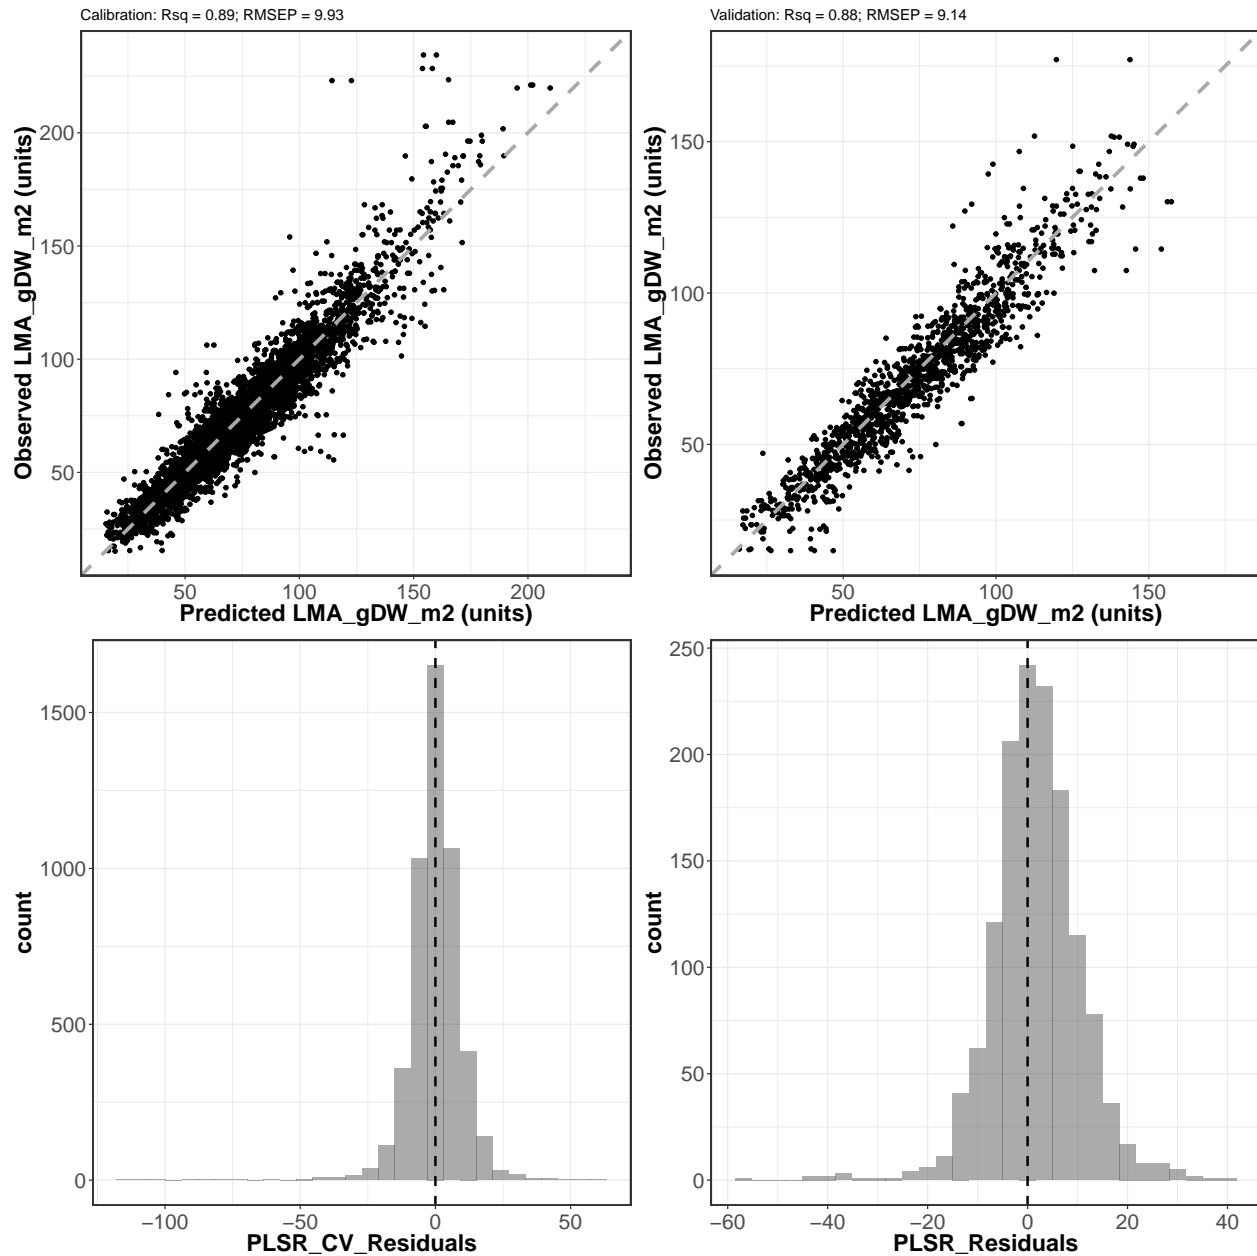 Calibration: Rsq = 0.89; RMSEP = 9.93
Observed LMA_gDW_m2 (units)
200
150
100
50
50 100 150 200
Predicted LMA_gDW_m2 (units)
Validation: Rsq = 0.88; RMSEP = 9.14
Observed LMA_gDW_m2 (units)
150
100
50
50 100 150
Predicted LMA_gDW_m2 (units)
count
1500
1000
500
0
−100 −50 0 50
PLSR_CV_Residuals
count
250
200
150
100
50
0
−60 −40 −20 0 20 40
PLSR_Residuals